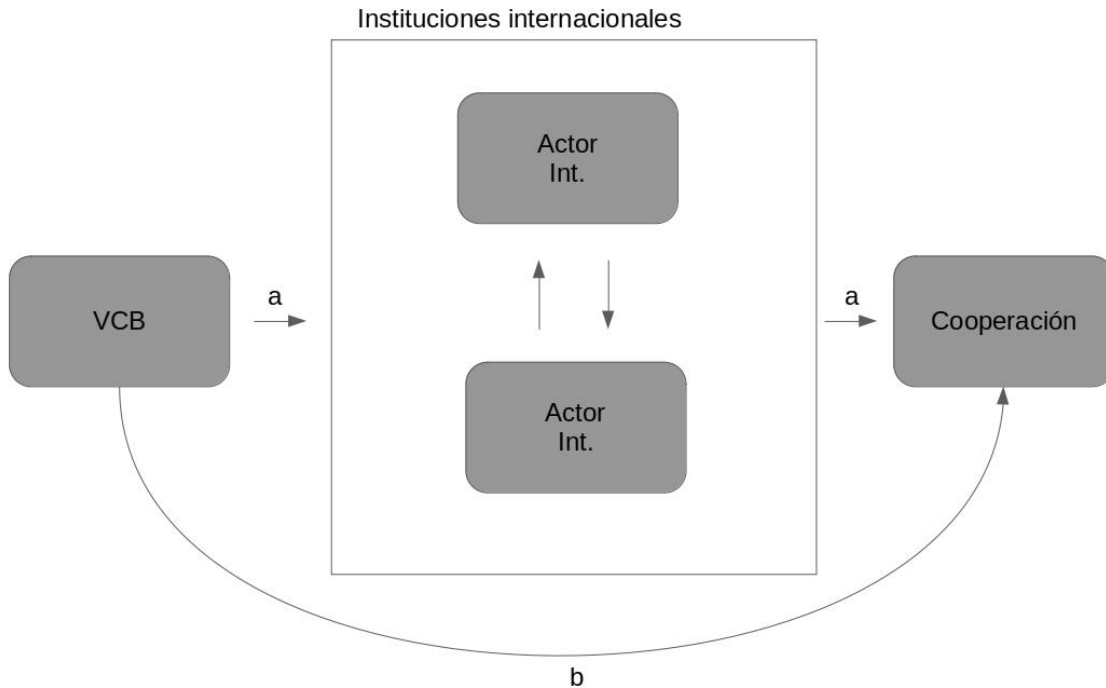 Instituciones internacionales
Actor
Int.
a
a
VCB
Cooperación
Actor
Int.
b